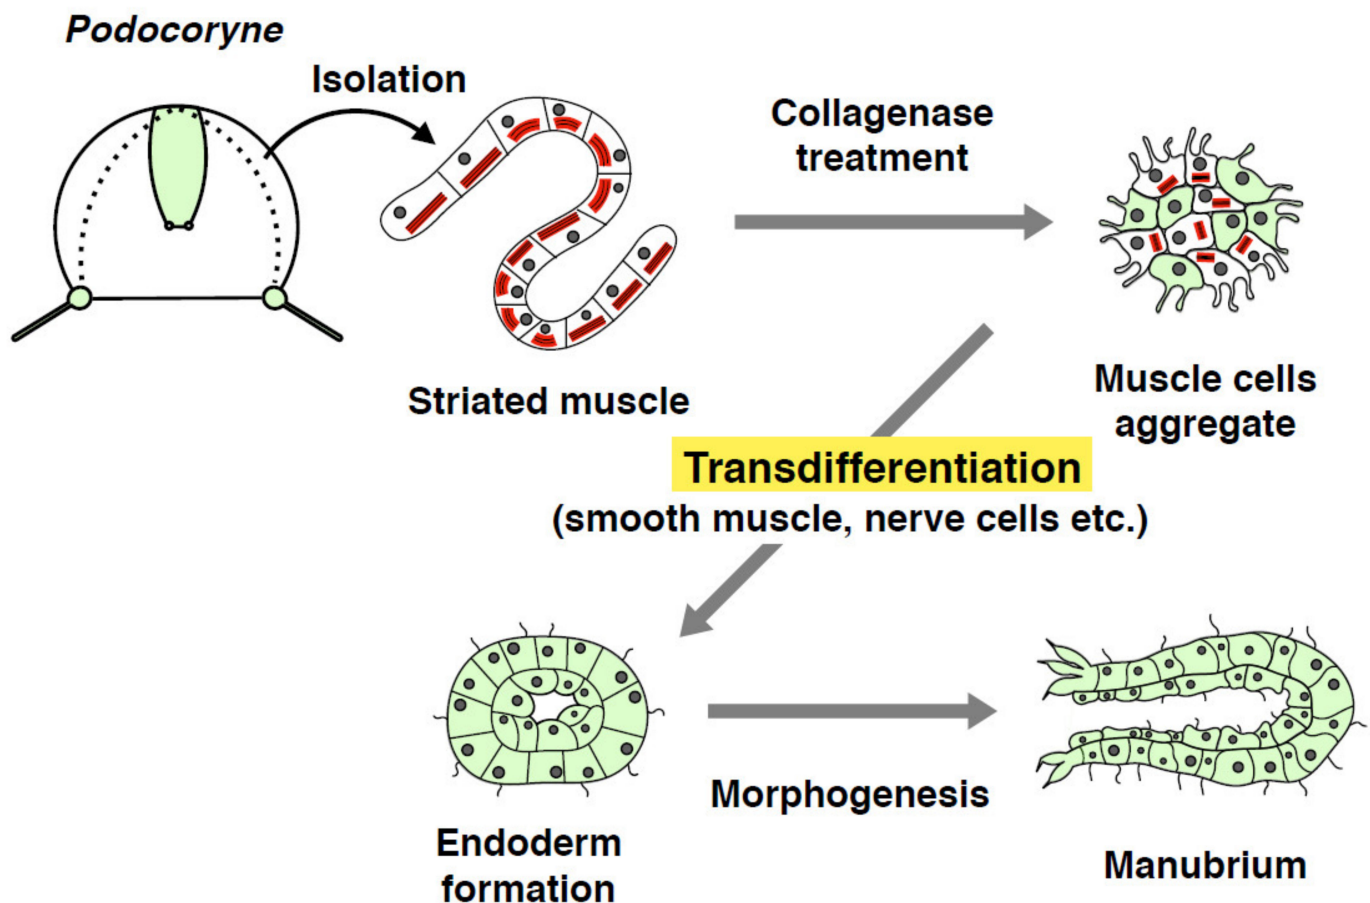 Podocoryne
Isolation
Collagenase
treatment
Striated muscle
Muscle cells
aggregate
Transdifferentiation
(smooth muscle, nerve cells etc.)
Endoderm
formation
Morphogenesis
Manubrium